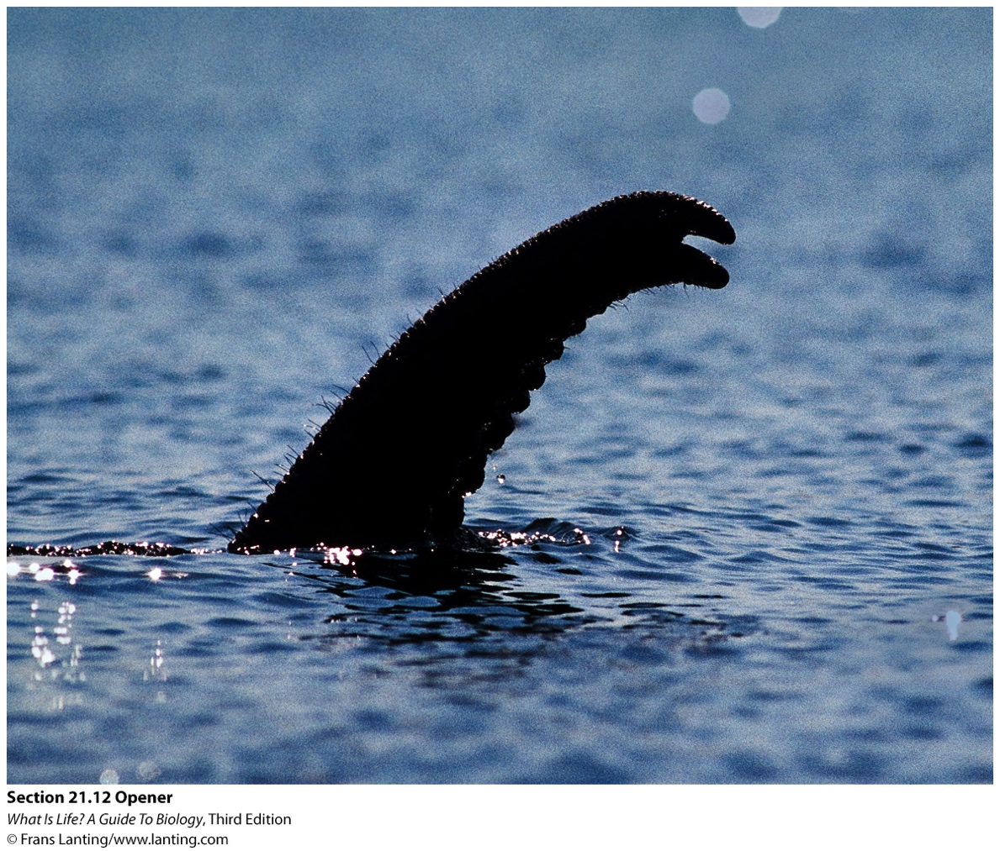 Section 21.12 Opener
What Is Life? A Guide To Biology, Third Edition
© Frans Lanting/www.lanting.com